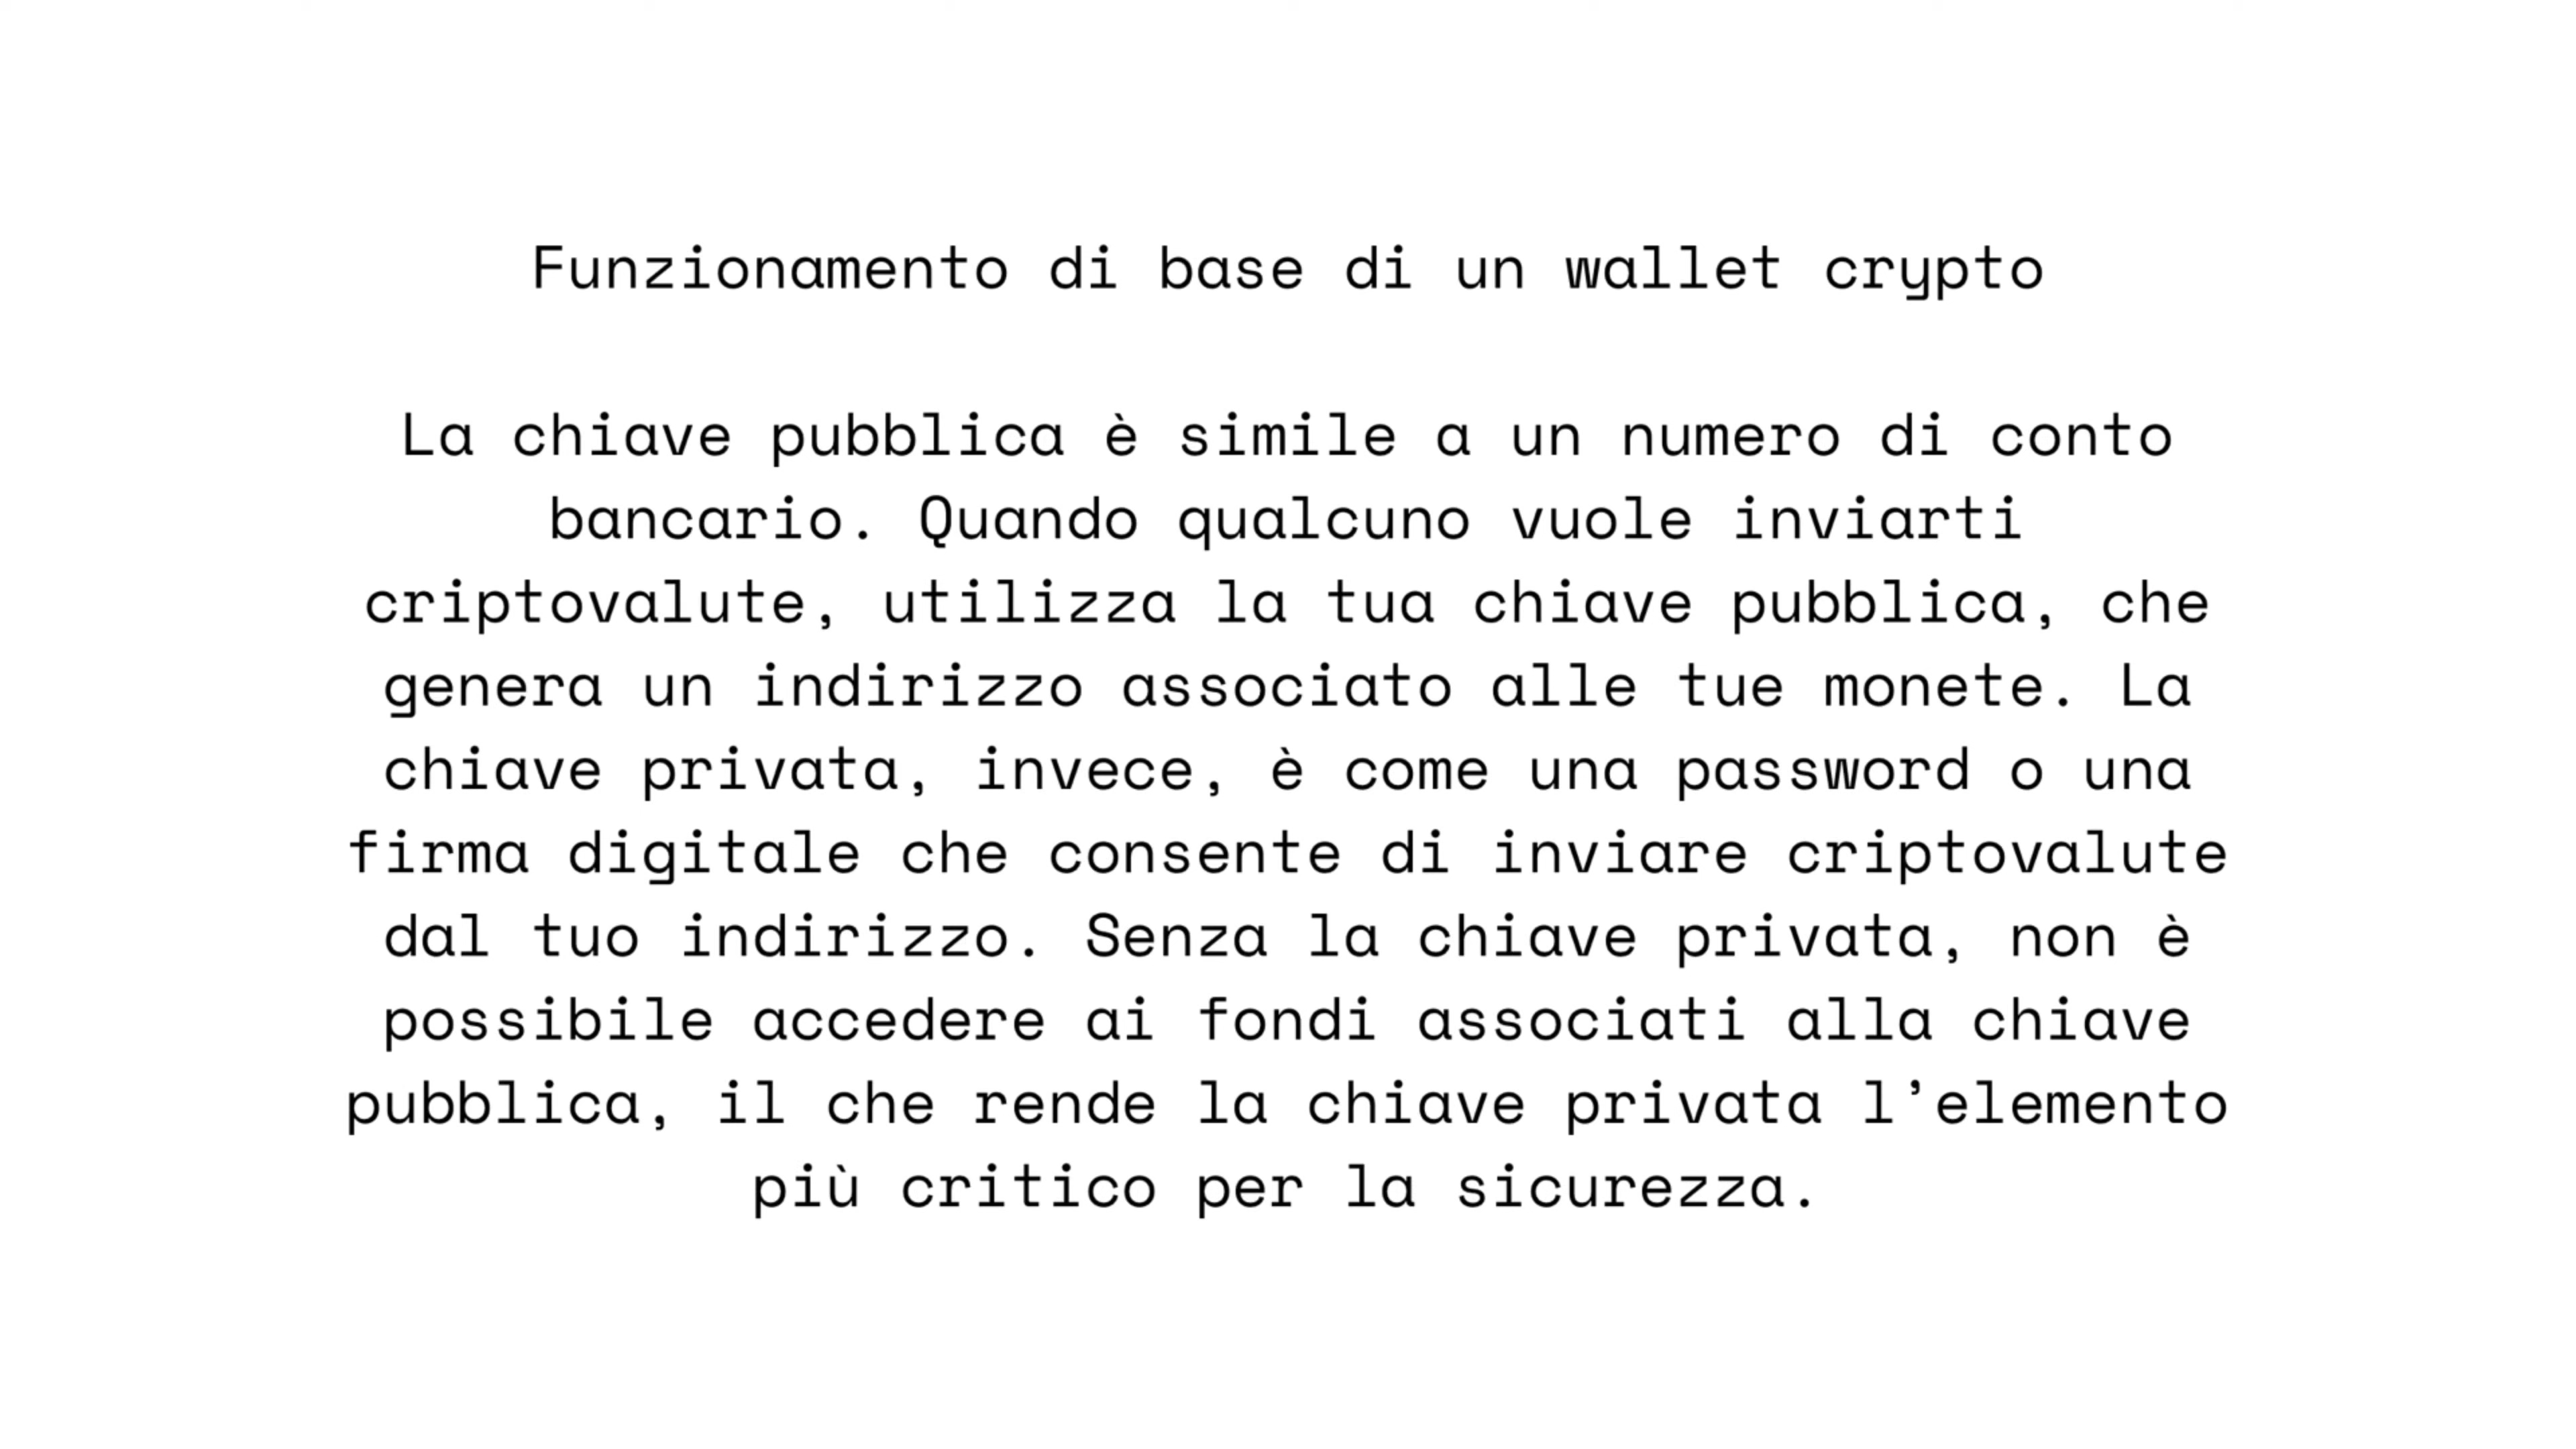 Funzionamento di base di un wallet crypto
La chiave pubblica è simile a un numero di conto
bancario. Quando qualcuno vuole inviarti
criptovalute, utilizza la tua chiave pubblica, che
genera un indirizzo associato alle tue monete. La
chiave privata, invece, è come una password o una
firma digitale che consente di inviare criptovalute
dal tuo indirizzo. Senza la chiave privata, non è
possibile accedere ai fondi associati alla chiave
pubblica, il che rende la chiave privata l’elemento
più critico per la sicurezza.